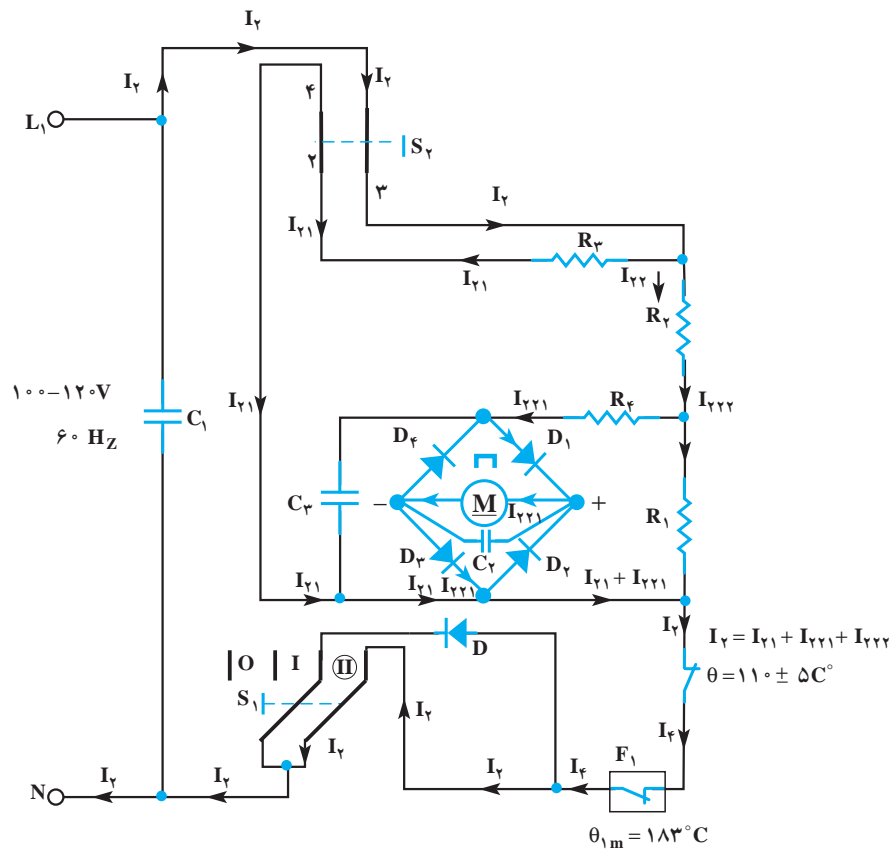 I۲
I۲
I۲
L۱
۴
۲
S۲
۳
I۲
I۲۱
R۳
I۲۱
I۲۲
R۲
۱۰۰–۱۲۰V
۶۰ HZ
C۱
I۲۱
I۲۲۱
R۴
I۲۲۲
D۴
D۱
C۳
–
M
I۲۲۱
+
R۱
C۲
D۳
D۲
I۲۱
I۲۱
I۲۲۱
I۲۱ + I۲۲۱
I۲
I۲ = I۲۱ + I۲۲۱ + I۲۲۲
θ = ۱۱۰ ± ۵C°
D
O I II
S۱
I۲
I۲
I۴
F۱
I۲
I۴
I۲
I۲
N
θ۱m = ۱۸۳°C